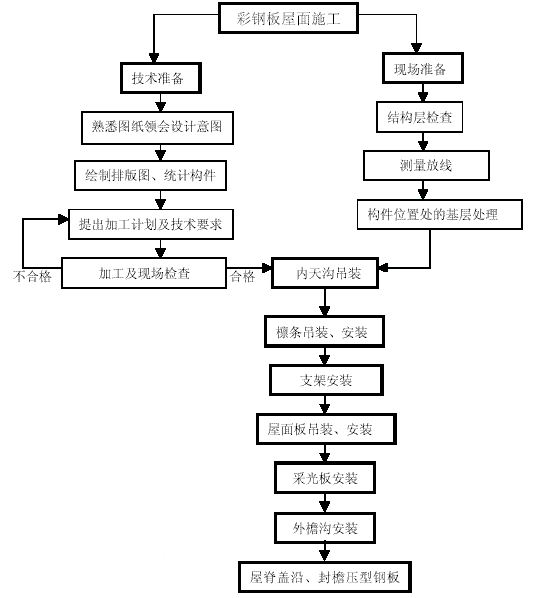 彩钢板屋面施工
技术准备
现场准备
熟悉图纸领会设计意图
结构层检查
绘制排版图、统计构件
测量放线
提出加工计划及技术要求
构件位置处的基层处理
不合格
加工及现场检查
合格
内天沟吊装
檩条吊装、安装
支架安装
屋面板吊装、安装
采光板安装
外檐沟安装
屋脊盖沿、封檐压型钢板